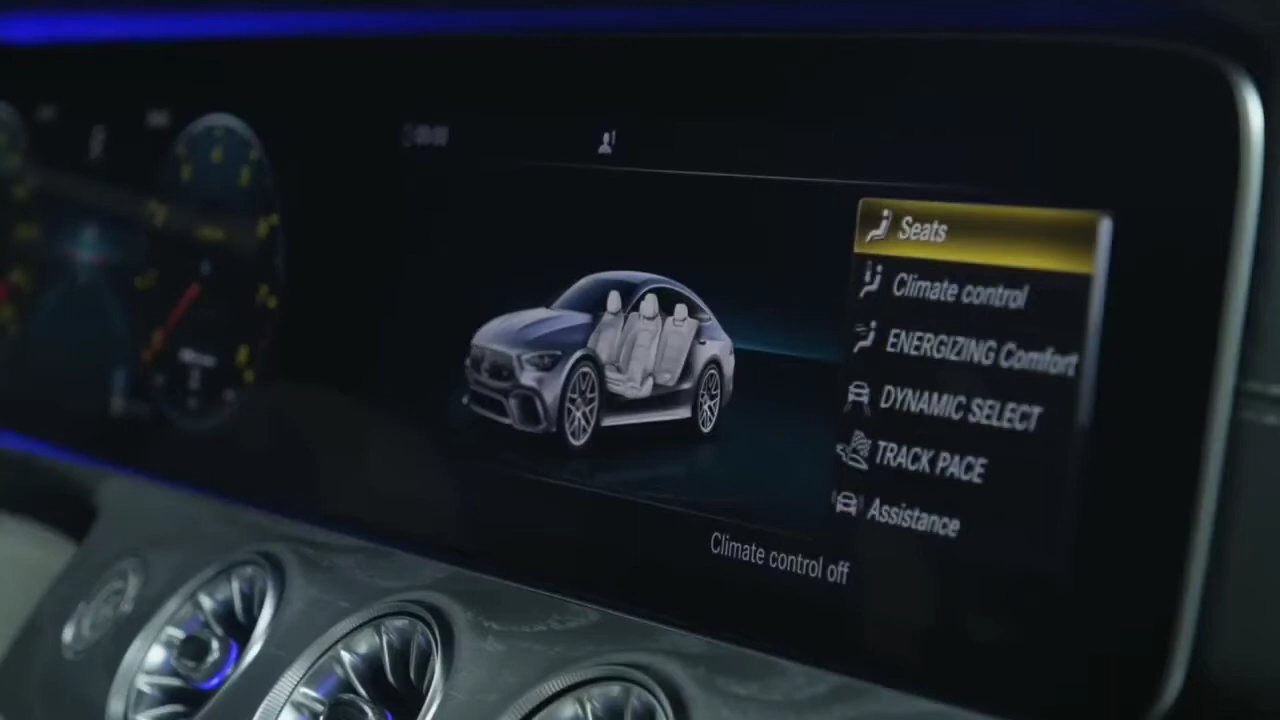 Seats
Climate control
ENERGIZING Comfort
DYNAMIC SELECT
TRACK PACE
Assistance
Climate control off